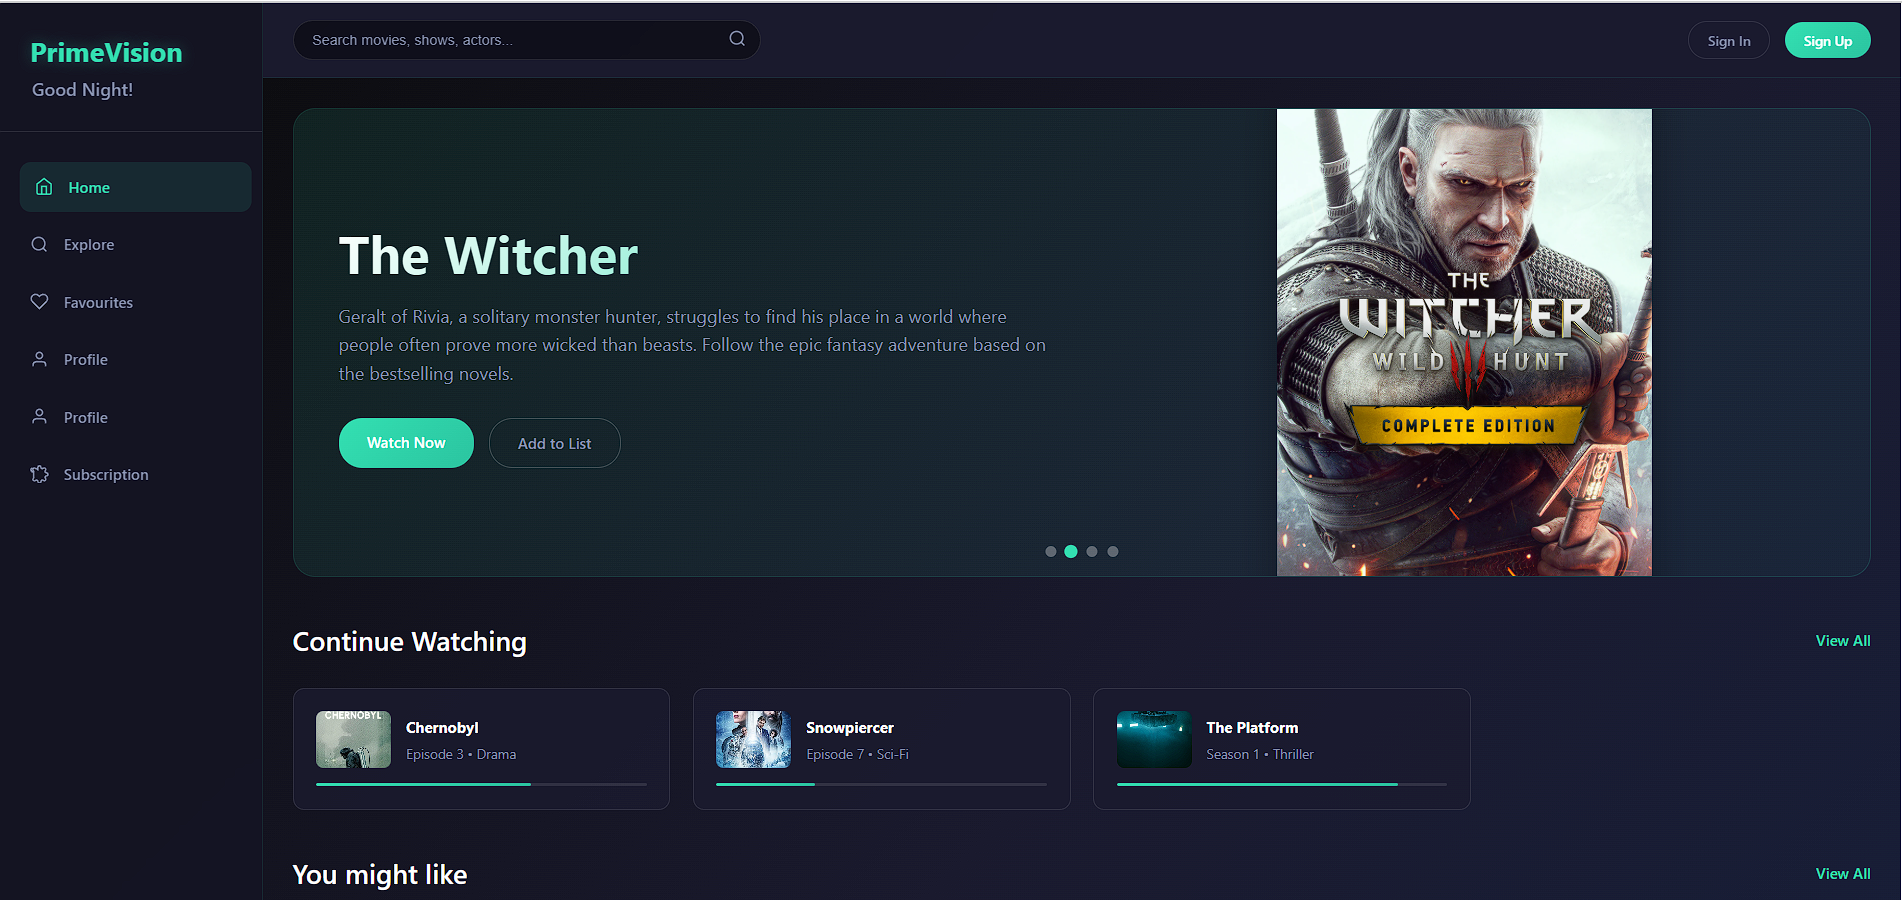 PrimeVision
Good Night!
Home
Explore
Favourites
Profile
Profile
Subscription
Search movies, shows, actors...
Sign In
Sign Up
The Witcher
Geralt of Rivia, a solitary monster hunter, struggles to find his place in a world where
people often prove more wicked than beasts. Follow the epic fantasy adventure based on
the bestselling novels.
Watch Now
Add to List
THE
WITCHER
WILD HUNT
COMPLETE EDITION
Continue Watching
View All
CHERNOBYL
Chernobyl
Episode 3 • Drama
Snowpiercer
Episode 7 • Sci-Fi
The Platform
Season 1 • Thriller
You might like
View All